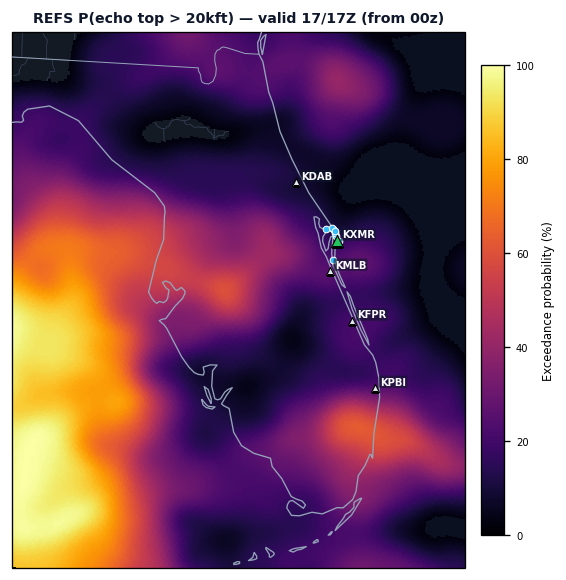 REFS P(echo top > 20kft) — valid 17/17Z (from 00z)
KDAB
KXMR
KMLB
KFPR
KPBI
100
80
60
40
20
0
Exceedance probability (%)